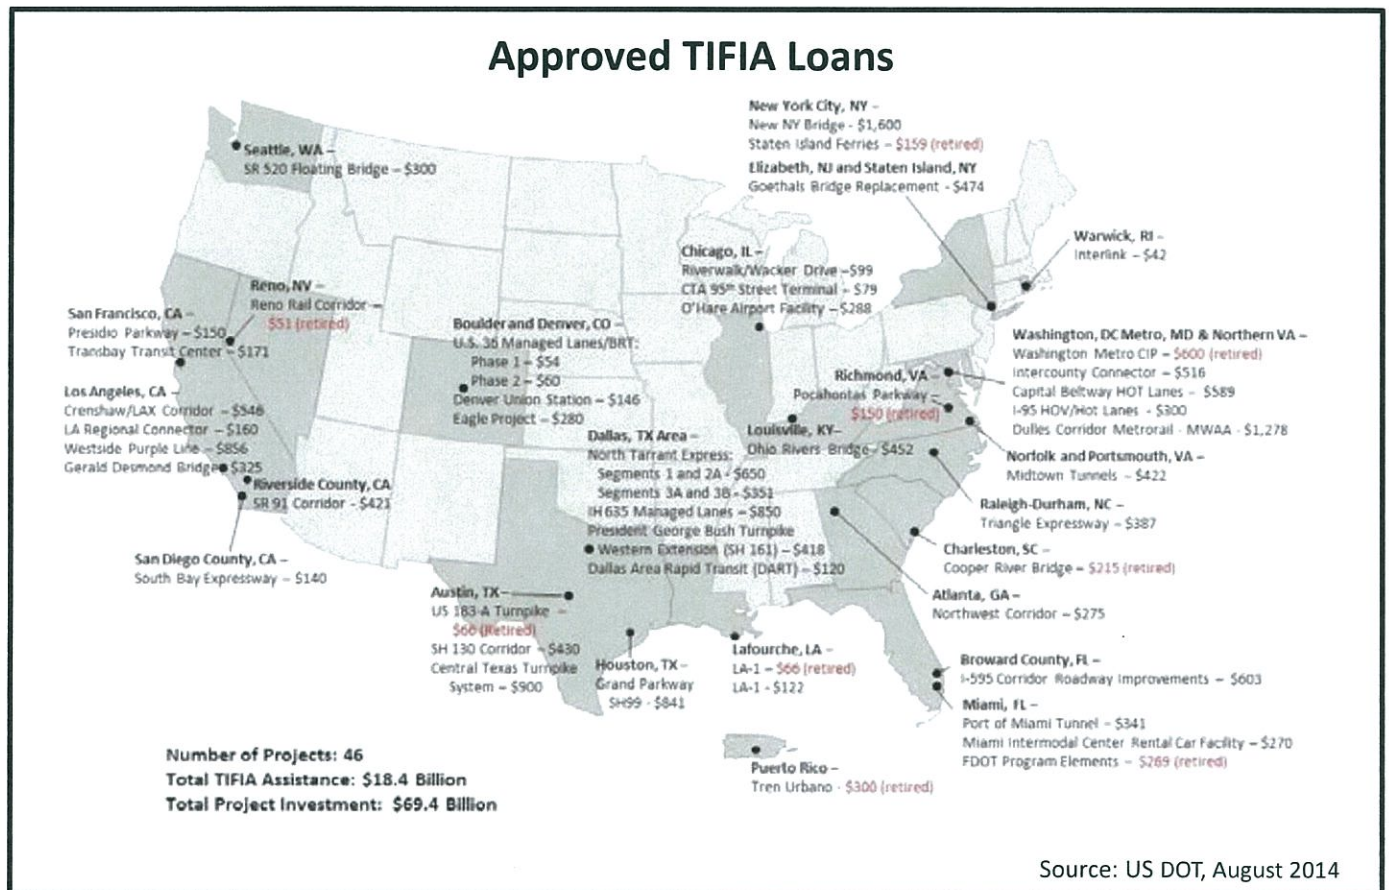 Approved TIFIA Loans
New York City, NY –
New NY Bridge - $1,600
Staten Island Ferries – $159 (retired)
Elizabeth, NJ and Staten Island, NY
Goethals Bridge Replacement - $474
Seattle, WA –
SR 520 Floating Bridge – $300
Warwick, RI –
Interlink – $42
Chicago, IL –
Riverwalk/Wacker Drive –$99
CTA 95th Street Terminal – $79
O'Hare Airport Facility – $288
Reno, NV –
Reno Rail Corridor –
$51 (retired)
San Francisco, CA –
Presidio Parkway – $150
Transbay Transit Center – $171
Boulder and Denver, CO –
U.S. 36 Managed Lanes/BRT:
Phase 1 – $54
Phase 2 – $60
Denver Union Station – $146
Eagle Project – $280
Washington, DC Metro, MD & Northern VA –
Washington Metro CIP – $600 (retired)
Intercounty Connector – $516
Capital Beltway HOT Lanes – $589
I-95 HOV/Hot Lanes - $300
Dulles Corridor Metrorail - MWAA - $1,278
Richmond, VA –
Pocahontas Parkway –
$150 (retired)
Los Angeles, CA –
Crenshaw/LAX Corridor – $546
LA Regional Connector – $160
Westside Purple Line – $856
Gerald Desmond Bridge $325
Louisville, KY–
Ohio Rivers Bridge– $452
Dallas, TX Area –
North Tarrant Express:
Segments 1 and 2A - $650
Segments 3A and 3B - $351
IH 635 Managed Lanes – $850
President George Bush Turnpike
Western Extension (SH 161) – $418
Dallas Area Rapid Transit (DART) – $120
Norfolk and Portsmouth, VA –
Midtown Tunnels – $422
Riverside County, CA
SR 91 Corridor - $421
Raleigh-Durham, NC –
Triangle Expressway – $387
San Diego County, CA –
South Bay Expressway – $140
Charleston, SC –
Cooper River Bridge – $215 (retired)
Austin, TX–
US 183-A Turnpike –
$66 (Retired)
SH 130 Corridor – $430
Central Texas Turnpike
System – $900
Atlanta, GA –
Northwest Corridor – $275
Houston, TX –
Grand Parkway
SH99 - $841
Lafourche, LA –
LA-1 – $66 (retired)
LA-1 - $122
Broward County, FL –
I-595 Corridor Roadway Improvements – $603
Miami, FL –
Port of Miami Tunnel – $341
Miami Intermodal Center Rental Car Facility – $270
FDOT Program Elements – $269 (retired)
Puerto Rico –
Tren Urbano - $300 (retired)
Number of Projects: 46
Total TIFIA Assistance: $18.4 Billion
Total Project Investment: $69.4 Billion
Source: US DOT, August 2014